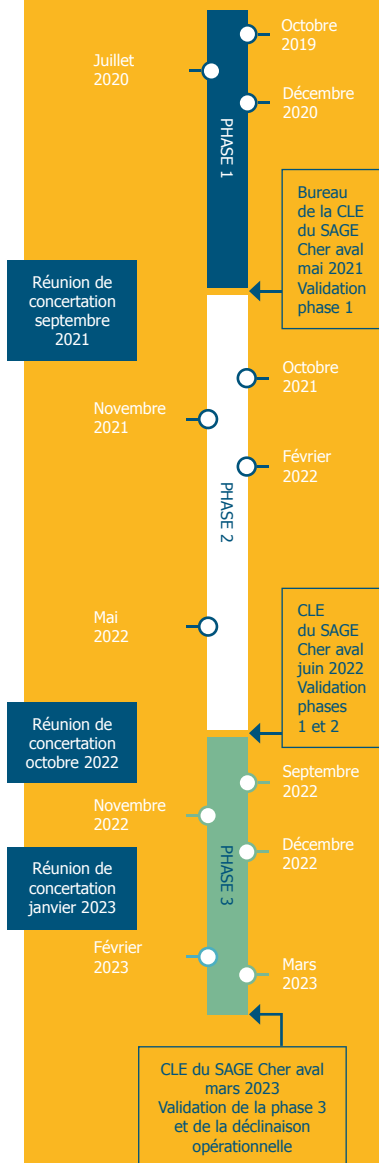 Octobre
2019
Juillet
2020
Décembre
2020
PHASE 1
Bureau
de la CLE
du SAGE
Cher aval
mai 2021
Validation
phase 1
Réunion de
concertation
septembre
2021
Octobre
2021
Novembre
2021
Février
2022
PHASE 2
Mai
2022
CLE
du SAGE
Cher aval
juin 2022
Validation
phases
1 et 2
Réunion de
concertation
octobre 2022
Septembre
2022
Novembre
2022
Décembre
2022
PHASE 3
Réunion de
concertation
janvier 2023
Février
2023
Mars
2023
CLE du SAGE Cher aval
mars 2023
Validation de la phase 3
et de la déclinaison
opérationnelle